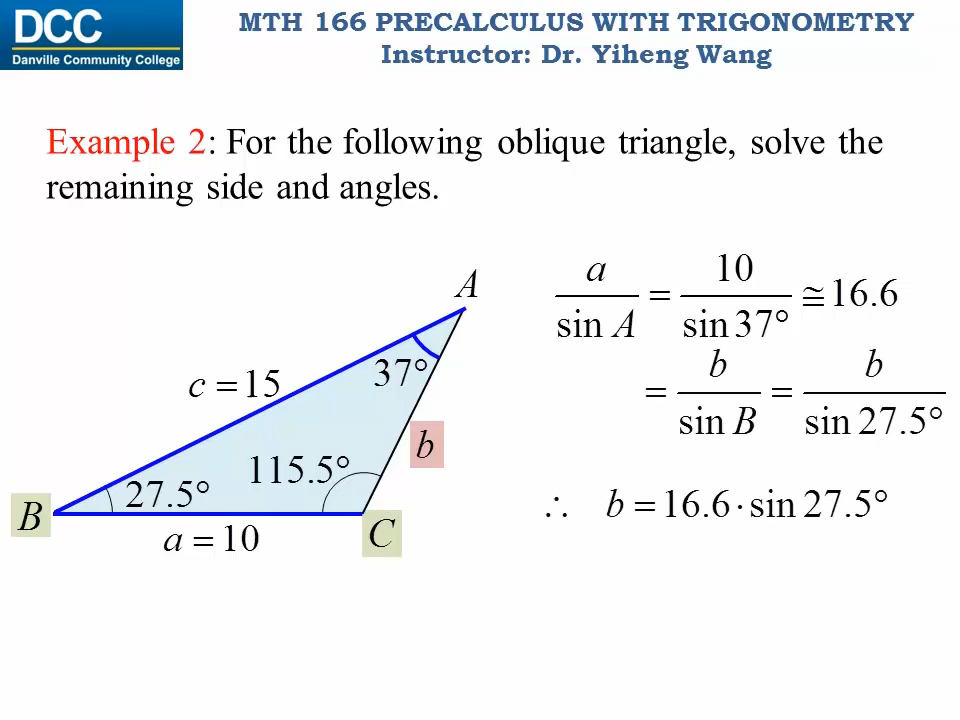 DCC
Danville Community College
MTH 166 PRECALCULUS WITH TRIGONOMETRY
Instructor: Dr. Yiheng Wang
Example 2: For the following oblique triangle, solve the
remaining side and angles.
A
37°
c = 15
b
115.5°
27.5°
B
a = 10
C
a / sin A = 10 / sin 37° ≅ 16.6
= b / sin B = b / sin 27.5°
∴ b = 16.6 · sin 27.5°